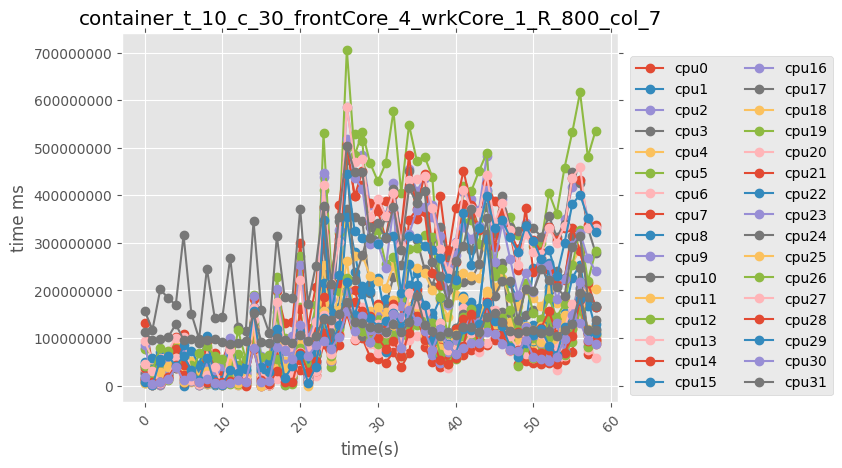 container_t_10_c_30_frontCore_4_wrkCore_1_R_800_col_7
time ms
700000000
600000000
500000000
400000000
300000000
200000000
100000000
0
0
10
20
30
40
50
60
time(s)
cpu0
cpu1
cpu2
cpu3
cpu4
cpu5
cpu6
cpu7
cpu8
cpu9
cpu10
cpu11
cpu12
cpu13
cpu14
cpu15
cpu16
cpu17
cpu18
cpu19
cpu20
cpu21
cpu22
cpu23
cpu24
cpu25
cpu26
cpu27
cpu28
cpu29
cpu30
cpu31